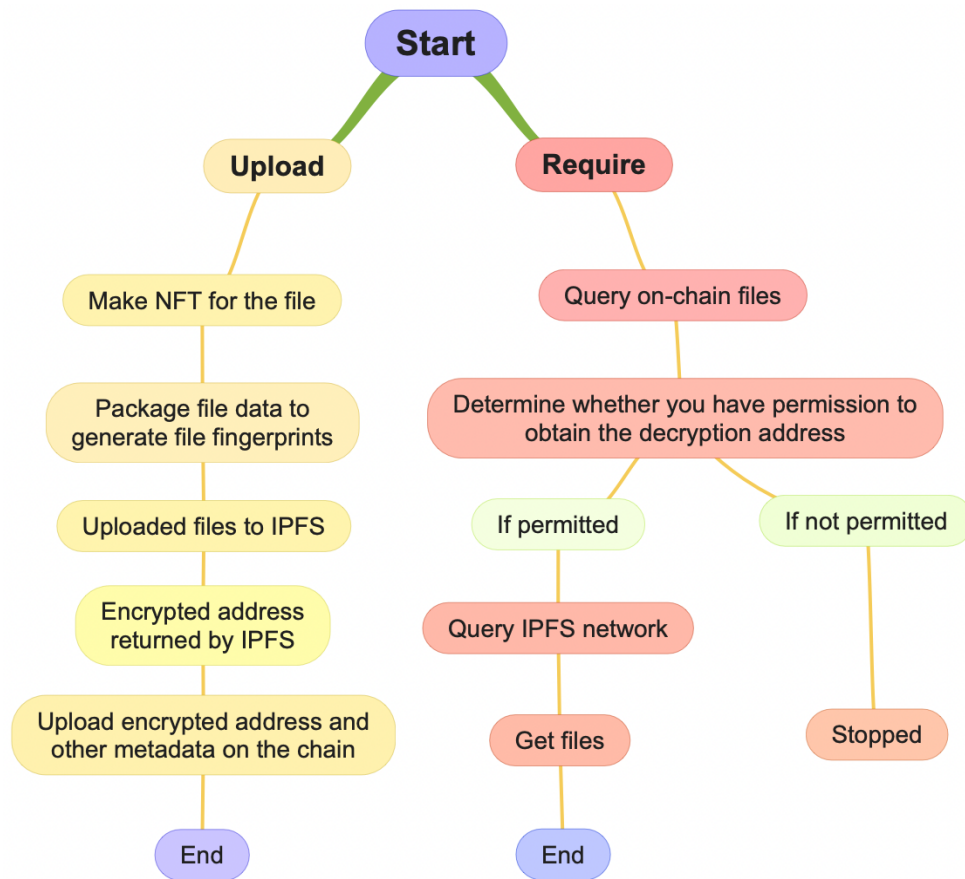 Start
Upload
Require
Make NFT for the file
Query on-chain files
Package file data to
generate file fingerprints
Determine whether you have permission to
obtain the decryption address
Uploaded files to IPFS
If permitted
If not permitted
Encrypted address
returned by IPFS
Query IPFS network
Upload encrypted address and
other metadata on the chain
Get files
Stopped
End
End